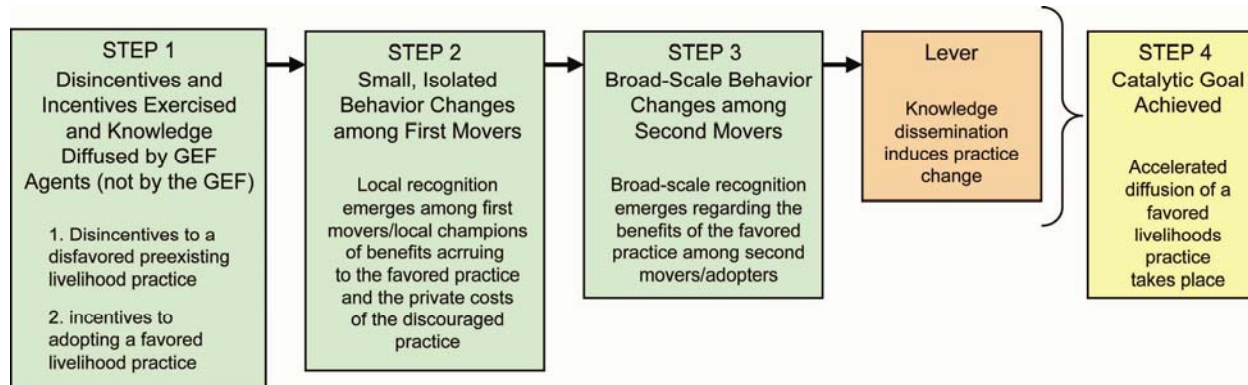 STEP 1
Disincentives and
Incentives Exercised
and Knowledge
Diffused by GEF
Agents (not by the GEF)
1. Disincentives to a
disfavored preexisting
livelihood practice
2. incentives to
adopting a favored
livelihood practice
STEP 2
Small, Isolated
Behavior Changes
among First Movers
Local recognition
emerges among first
movers/local champions
of benefits acrruing
to the favored practice
and the private costs
of the discouraged
practice
STEP 3
Broad-Scale Behavior
Changes among
Second Movers
Broad-scale recognition
emerges regarding the
benefits of the favored
practice among second
movers/adopters
Lever
Knowledge
dissemination
induces practice
change
STEP 4
Catalytic Goal
Achieved
Accelerated
diffusion of a
favored
livelihoods
practice
takes place